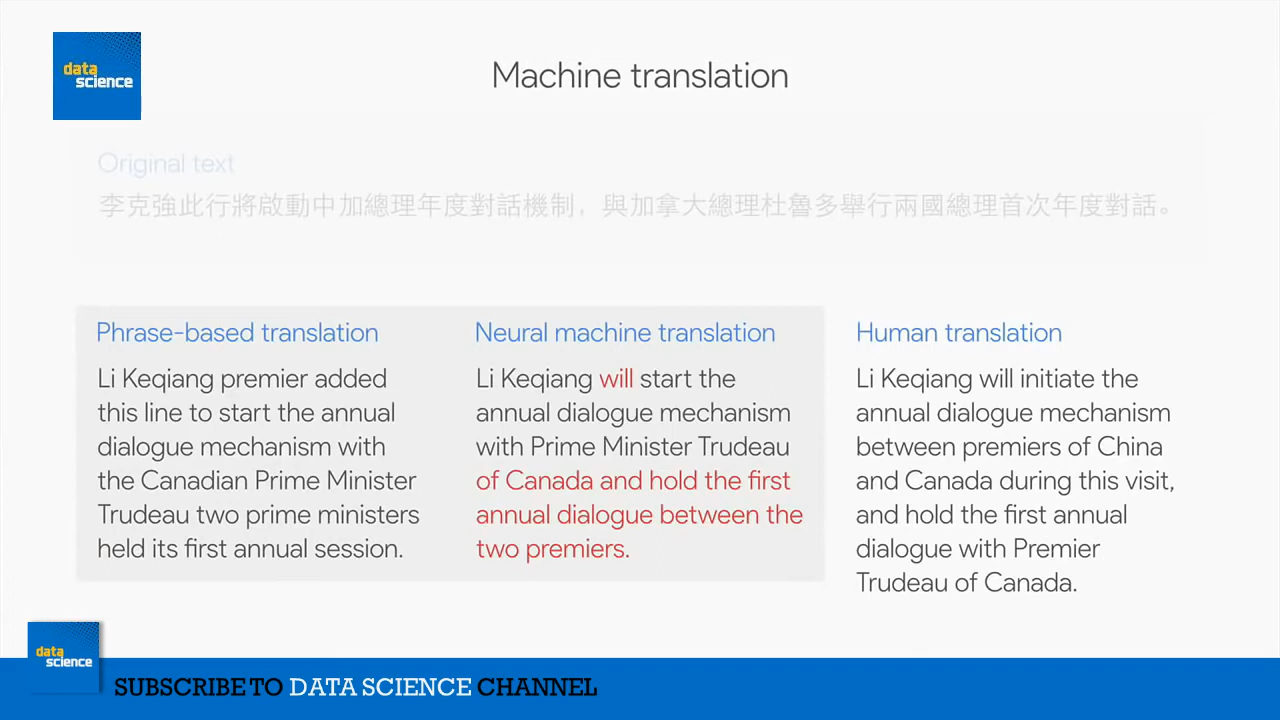 data
science
Machine translation
Original text
李克強此行將啟動中加總理年度對話機制，與加拿大總理杜魯多舉行兩國總理首次年度對話。
Phrase-based translation
Li Keqiang premier added
this line to start the annual
dialogue mechanism with
the Canadian Prime Minister
Trudeau two prime ministers
held its first annual session.
Neural machine translation
Li Keqiang will start the
annual dialogue mechanism
with Prime Minister Trudeau
of Canada and hold the first
annual dialogue between the
two premiers.
Human translation
Li Keqiang will initiate the
annual dialogue mechanism
between premiers of China
and Canada during this visit,
and hold the first annual
dialogue with Premier
Trudeau of Canada.
data
science
SUBSCRIBE TO DATA SCIENCE CHANNEL